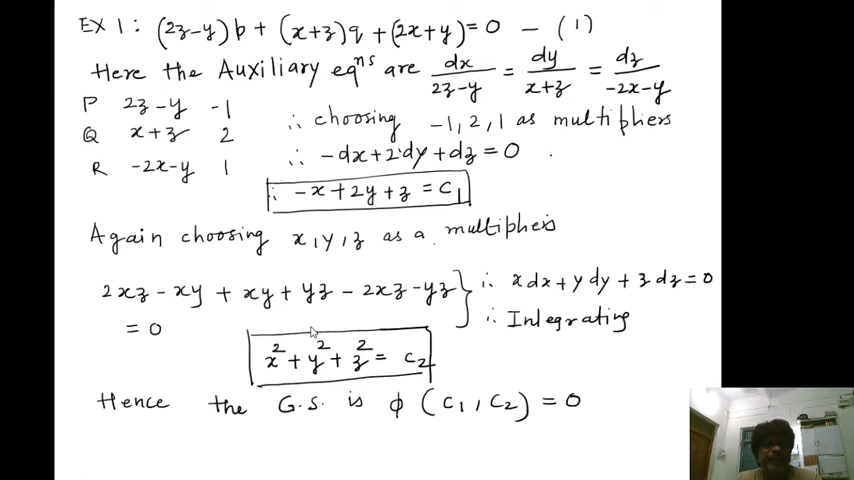 EX 1: (2z-y)p + (x+z)q + (2x+y) = 0 - (1)
Here the Auxiliary eqns are dx/2z-y = dy/x+z = dz/-2x-y
P 2z-y -1
Q x+z 2
R -2x-y 1
∴ choosing -1, 2, 1 as multipliers
∴ -dx+2dy+dz = 0
∴ -x+2y+z = C1
Again choosing x, y, z as a multipliers
2xz - xy + xy + yz - 2xz - yz
= 0
∴ xdx + ydy + zdz = 0
∴ Integrating
x² + y² + z² = C2
Hence the G.S. is ϕ (C1, C2) = 0